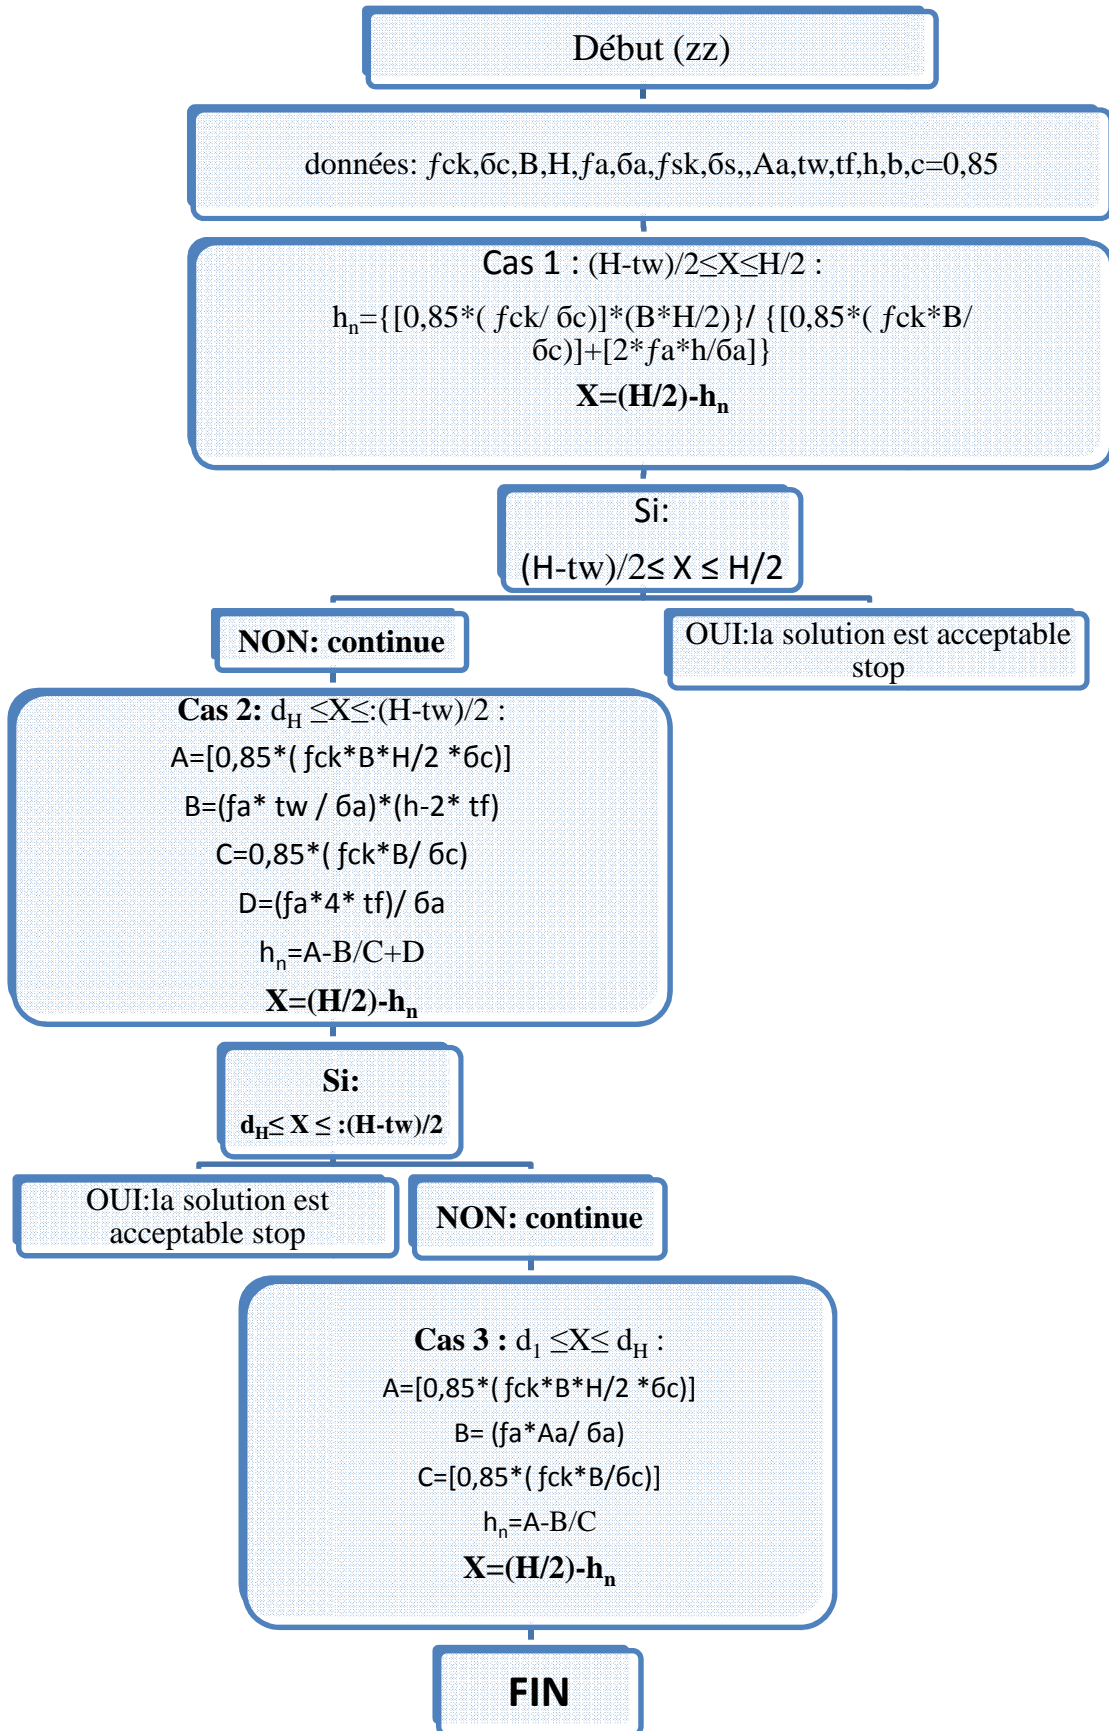 Début (zz)
données: ƒck,бc,B,H,ƒa,бa,ƒsk,бs,,Aa,tw,tf,h,b,c=0,85
Cas 1 : (H-tw)/2≤X≤H/2 :
hₙ={[0,85*( ƒck/ бc)]*(B*H/2)}/ {[0,85*( ƒck*B/
бc)]+[2*ƒa*h/бa]}
X=(H/2)-hₙ
Si:
(H-tw)/2≤ X ≤ H/2
NON: continue
OUI:la solution est acceptable
stop
Cas 2: d_H ≤X≤:(H-tw)/2 :
A=[0,85*( ƒck*B*H/2 *бc)]
B=(ƒa* tw / бa)*(h-2* tf)
C=0,85*( ƒck*B/ бc)
D=(ƒa*4* tf)/ бa
hₙ=A-B/C+D
X=(H/2)-hₙ
Si:
d_H≤ X ≤ :(H-tw)/2
OUI:la solution est
acceptable stop
NON: continue
Cas 3 : d₁ ≤X≤ d_H :
A=[0,85*( ƒck*B*H/2 *бc)]
B= (ƒa*Aa/ бa)
C=[0,85*( ƒck*B/бc)]
hₙ=A-B/C
X=(H/2)-hₙ
FIN